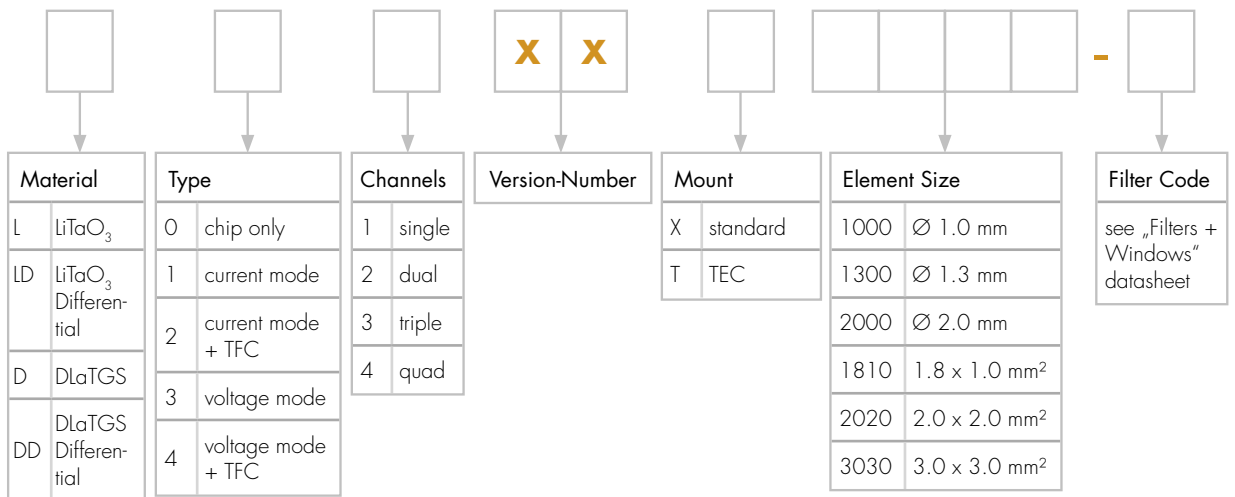 X X -
Material
L LiTaO₃
LD LiTaO₃
Differen-
tial
D DLaTGS
DD DLaTGS
Differen-
tial
Type
0 chip only
1 current mode
2 current mode
+ TFC
3 voltage mode
4 voltage mode
+ TFC
Channels
1 single
2 dual
3 triple
4 quad
Version-Number
Mount
X standard
T TEC
Element Size
1000 Ø 1.0 mm
1300 Ø 1.3 mm
2000 Ø 2.0 mm
1810 1.8 x 1.0 mm²
2020 2.0 x 2.0 mm²
3030 3.0 x 3.0 mm²
Filter Code
see „Filters +
Windows“
datasheet